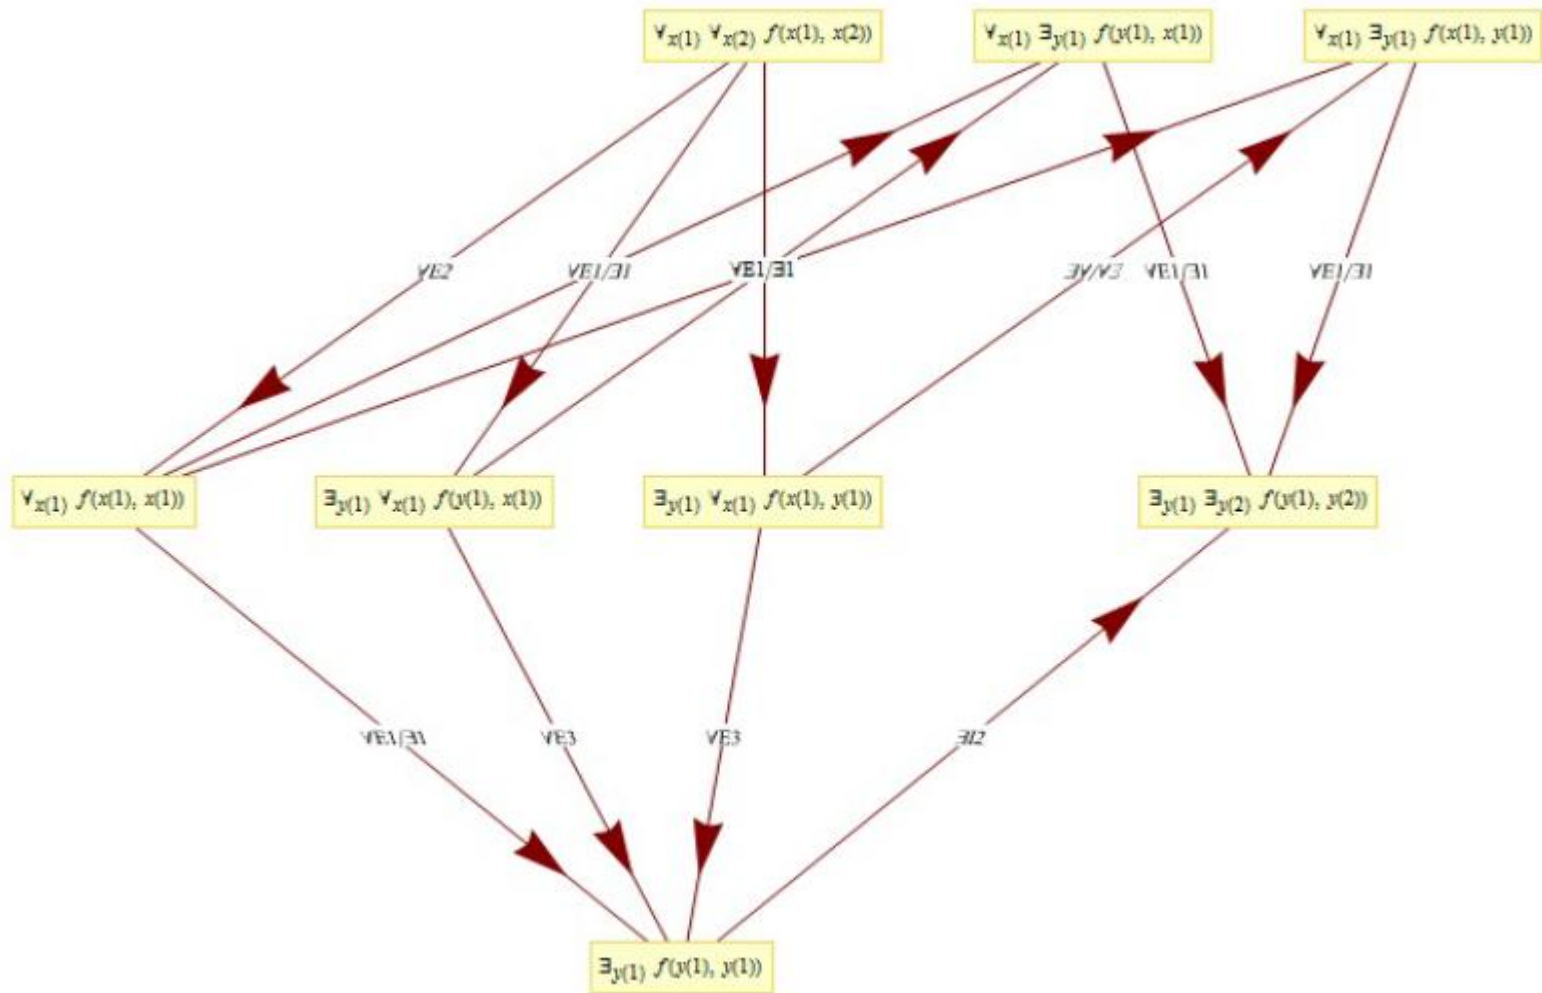 ∀x(1) ∀x(2) f(x(1), x(2))
∀x(1) ∃y(1) f(y(1), x(1))
∀x(1) ∃y(1) f(x(1), y(1))
∀E2
∀E1/∃1
∀E1/∃1
∃∀/∀∃
∀E1/∃1
∀E1/∃1
∀x(1) f(x(1), x(1))
∃y(1) ∀x(1) f(y(1), x(1))
∃y(1) ∀x(1) f(x(1), y(1))
∃y(1) ∃y(2) f(y(1), y(2))
∀E1/∃1
∀E3
∀E3
∃I2
∃y(1) f(y(1), y(1))